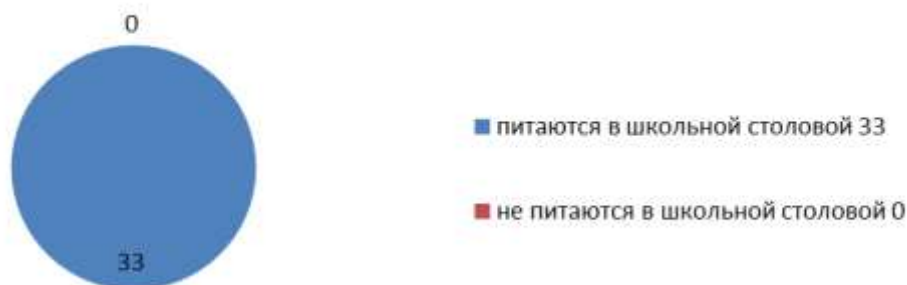 0
33
питаются в школьной столовой 33
не питаются в школьной столовой 0